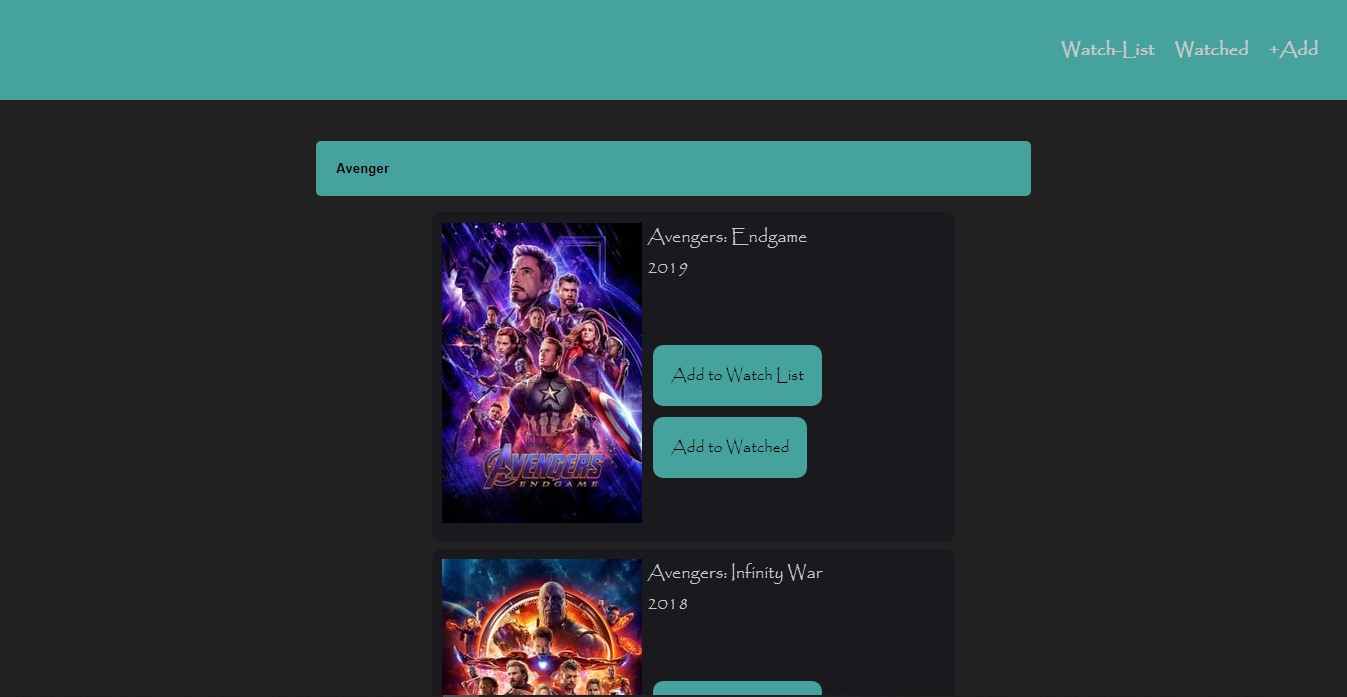 Watch-List Watched +Add
Avenger
Avengers: Endgame
2019
Add to Watch List
Add to Watched
AVENGERS
ENDGAME
Avengers: Infinity War
2018